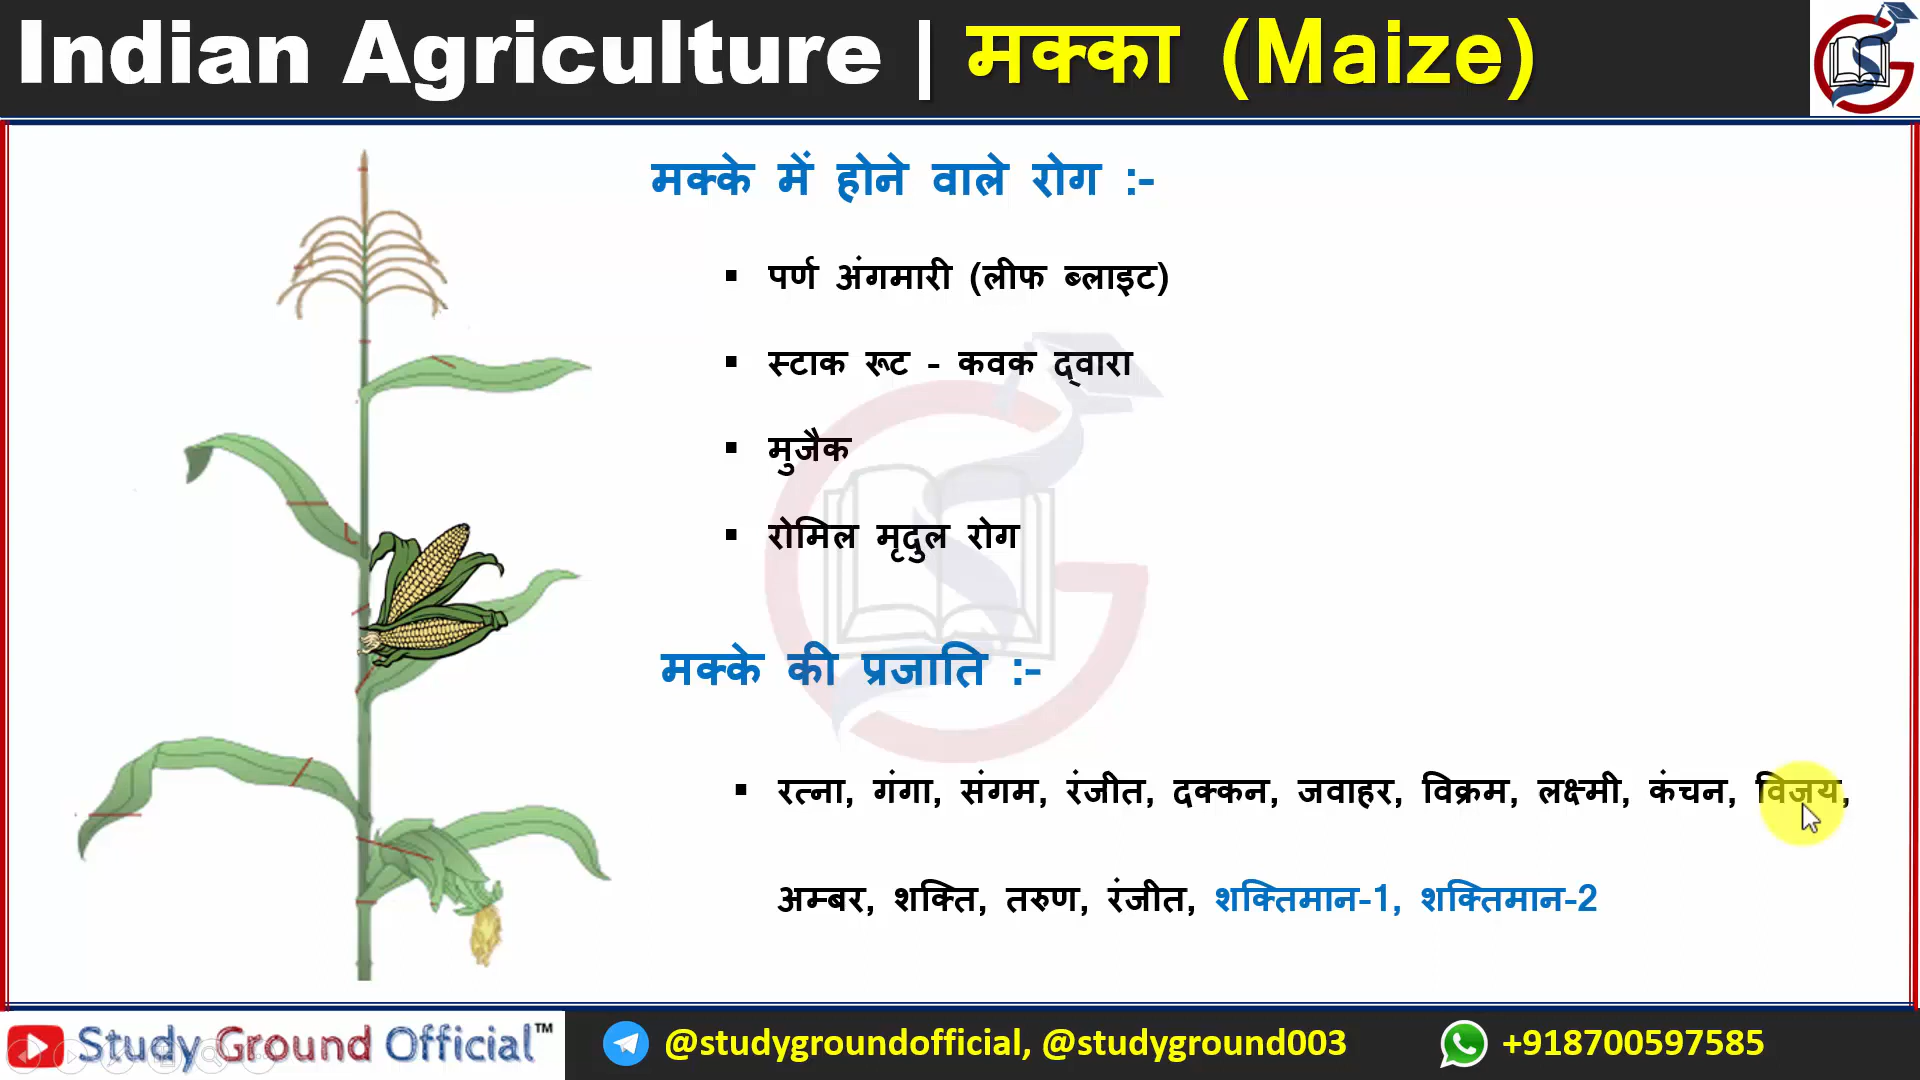 Indian Agriculture | मक्का (Maize)
मक्के में होने वाले रोग :-
▪ पर्ण अंगमारी (लीफ ब्लाइट)
▪ स्टाक रूट - कवक द्वारा
▪ मुजैक
▪ रोमिल मृदुल रोग
मक्के की प्रजाति :-
▪ रत्ना, गंगा, संगम, रंजीत, दक्कन, जवाहर, विक्रम, लक्ष्मी, कंचन, विजय,
अम्बर, शक्ति, तरुण, रंजीत, शक्तिमान-1, शक्तिमान-2
Study Ground Official™ @studygroundofficial, @studyground003 +918700597585